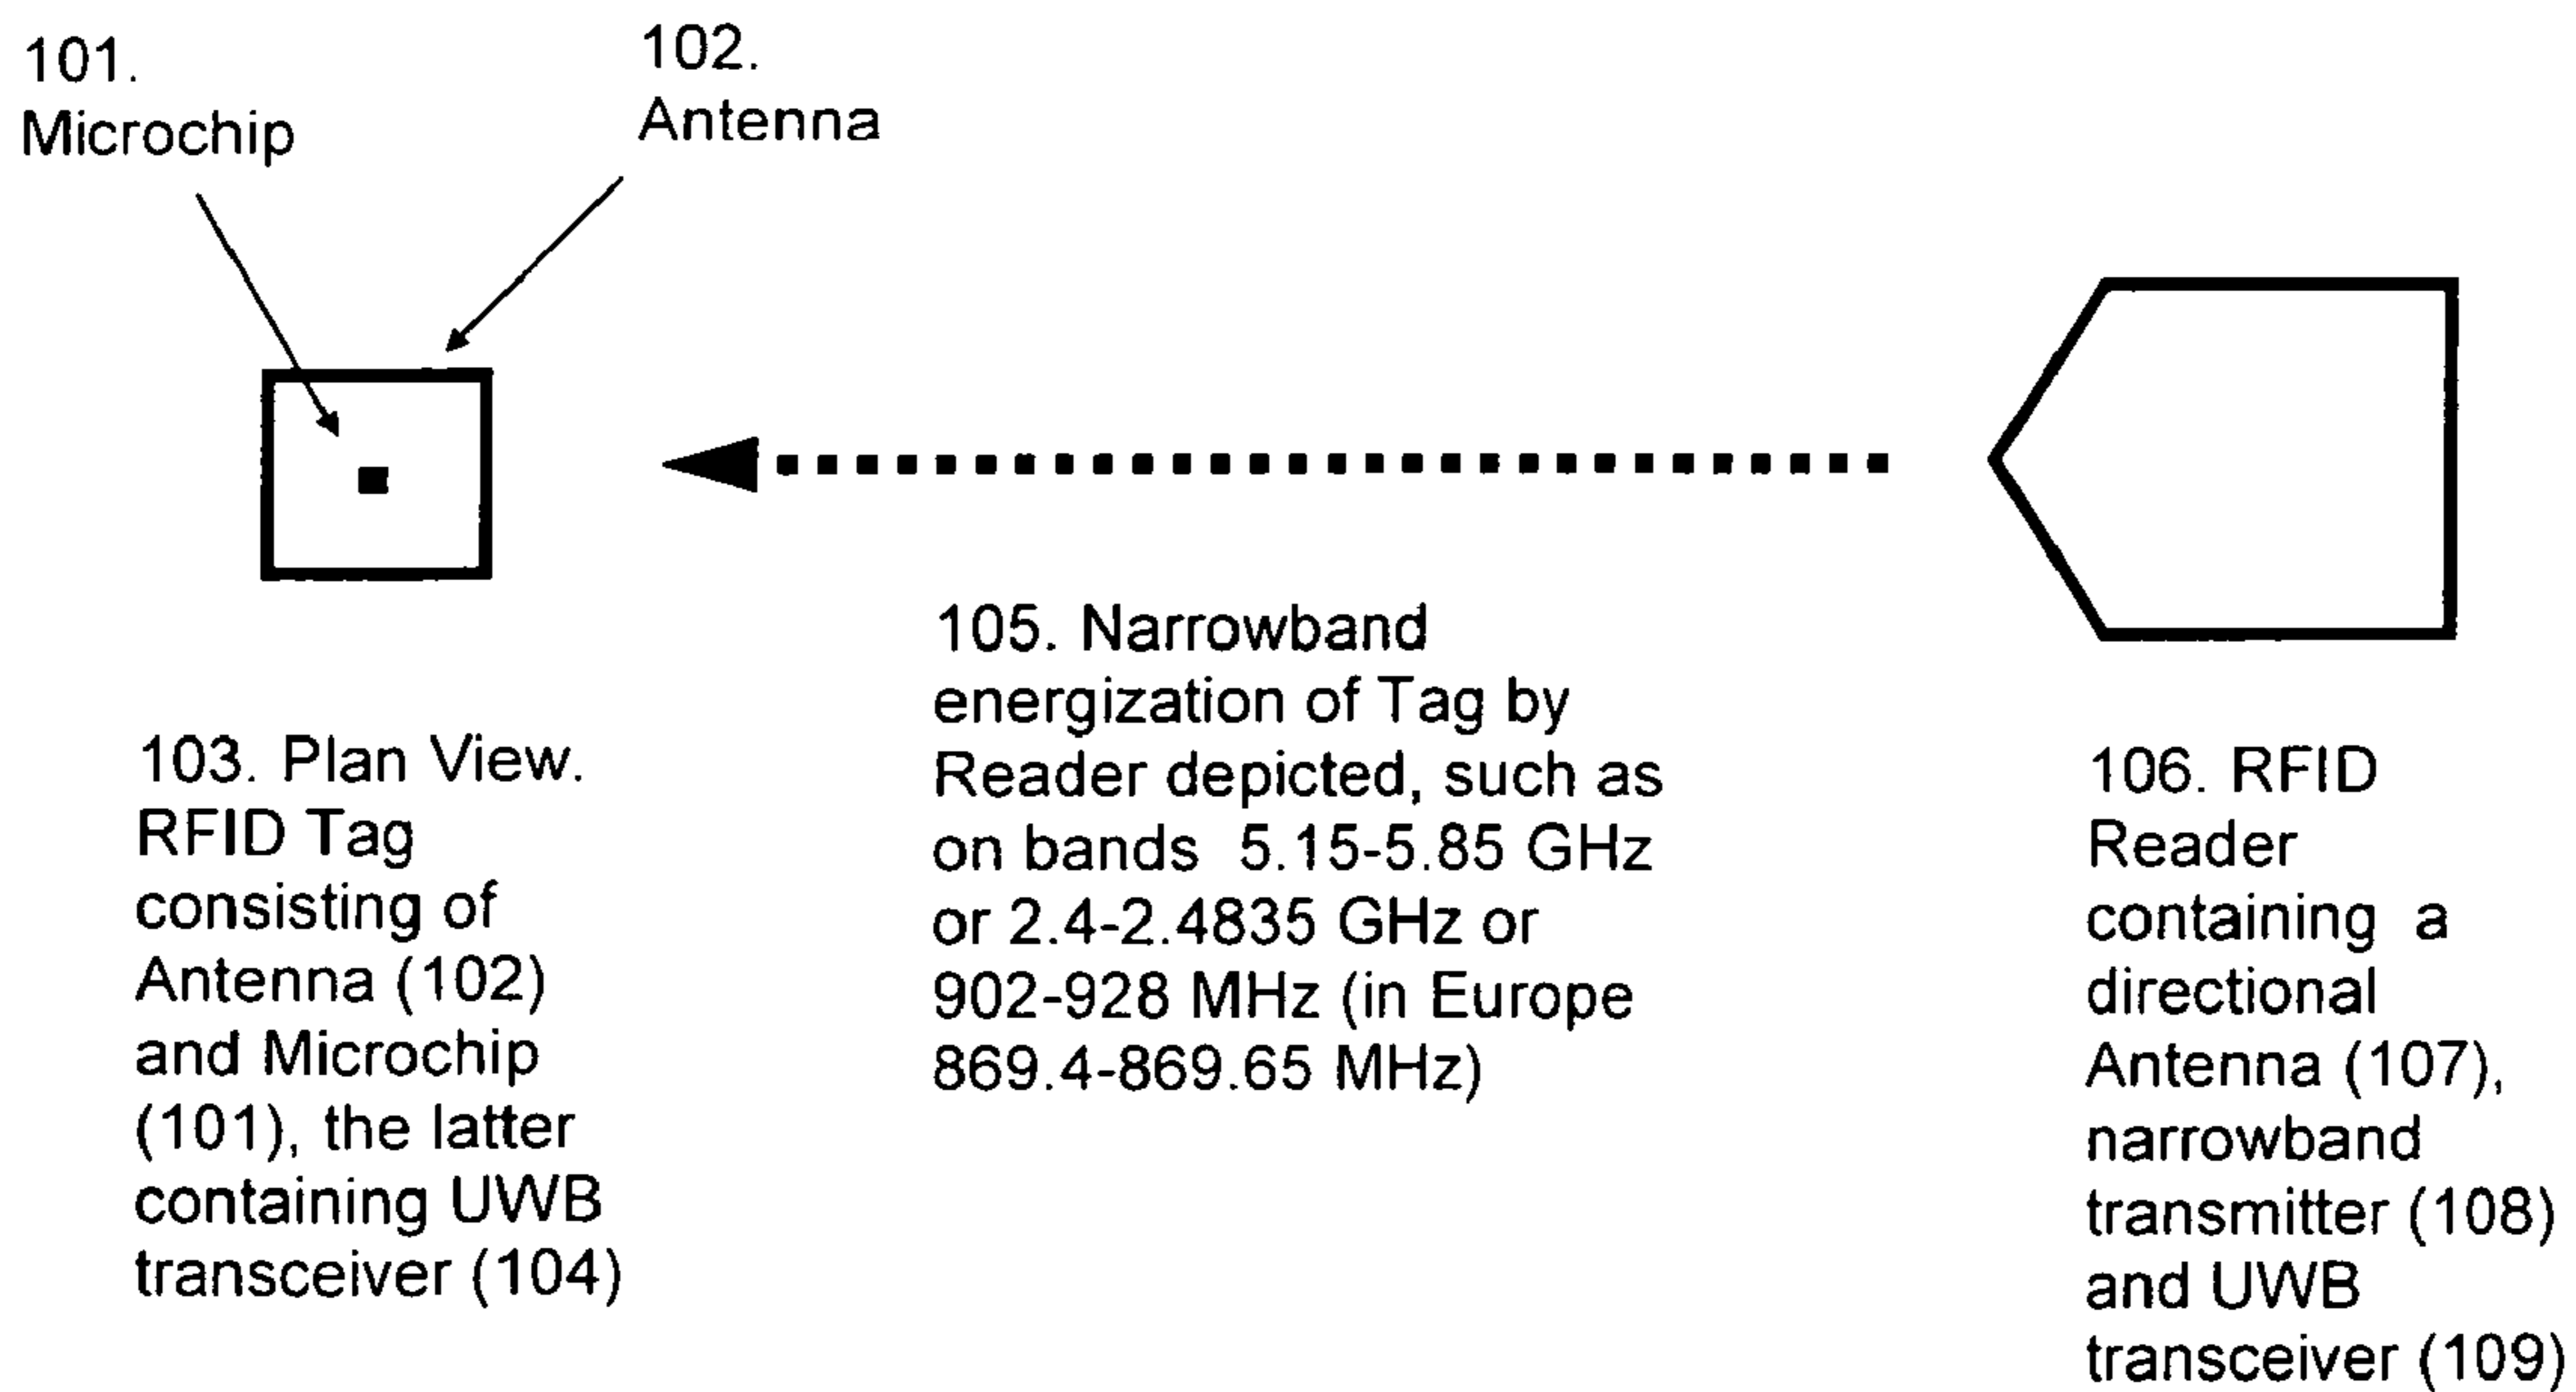 101.
Microchip
102.
Antenna
103. Plan View.
RFID Tag
consisting of
Antenna (102)
and Microchip
(101), the latter
containing UWB
transceiver (104)
105. Narrowband
energization of Tag by
Reader depicted, such as
on bands  5.15-5.85 GHz
or 2.4-2.4835 GHz or
902-928 MHz (in Europe
869.4-869.65 MHz)
106. RFID
Reader
containing  a
directional
Antenna (107),
narrowband
transmitter (108)
and UWB
transceiver (109)